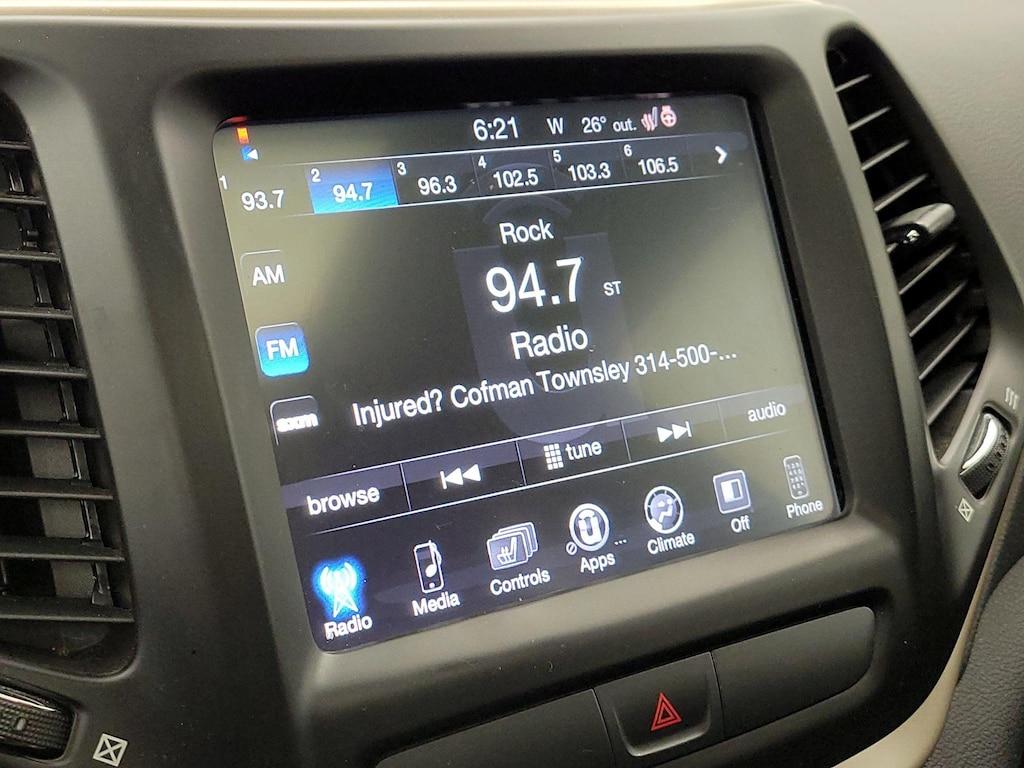 6:21 W 26° out.
1 93.7 2 94.7 3 96.3 4 102.5 5 103.3 6 106.5
Rock
AM
94.7 ST
FM
Radio
sxm
Injured? Cofman Townsley 314-500-...
browse tune audio
Radio Media Controls Apps ... Climate Off Phone